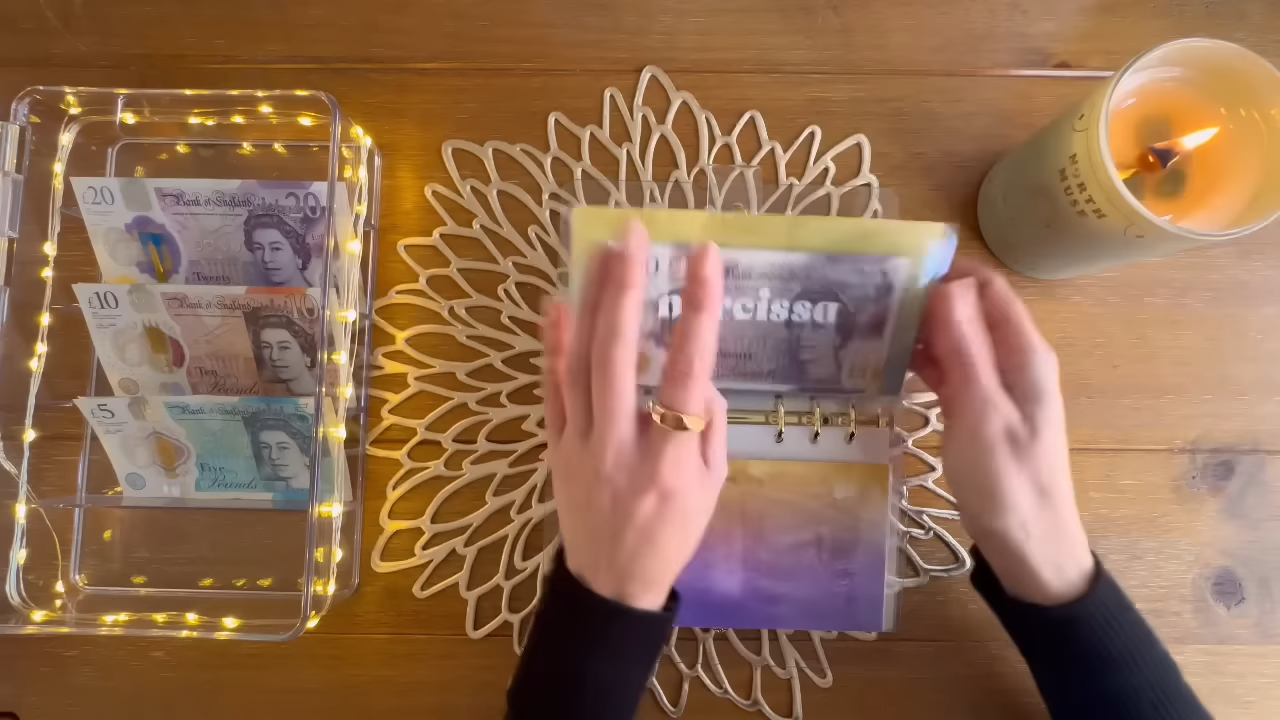 £20 Bank of England 20
Twenty
£10 Bank of England 10
Ten
Pounds
£5 Bank of England 5
Five
Pounds
narcissa
NORTH
MUSE